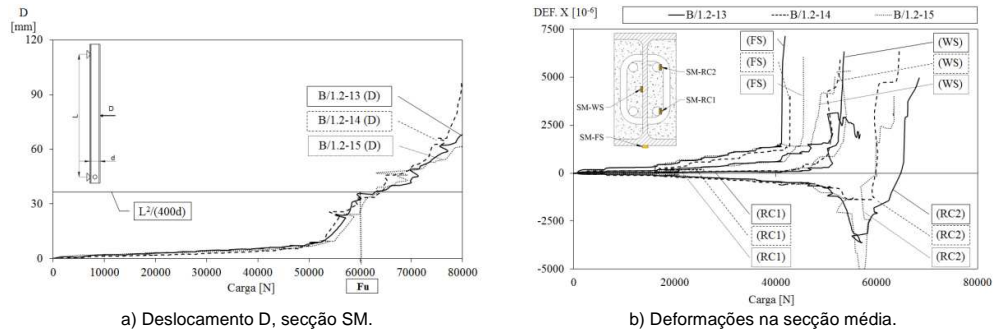 D
[mm]
120
90
60
30
0
L
D
d
B/1.2-13 (D)
B/1.2-14 (D)
B/1.2-15 (D)
L²/(400d)
0 10000 20000 30000 40000 50000 60000 70000 80000
Carga [N]
Fu
a) Deslocamento D, secção SM.
DEF. X [10⁻⁶]
B/1.2-13 B/1.2-14 B/1.2-15
7500
5000
2500
0
-2500
-5000
(FS)
(FS)
(FS)
SM-RC2
SM-WS
SM-RC1
SM-FS
(WS)
(WS)
(WS)
(RC1)
(RC1)
(RC1)
(RC2)
(RC2)
(RC2)
0 20000 40000 60000 80000
Carga [N]
b) Deformações na secção média.